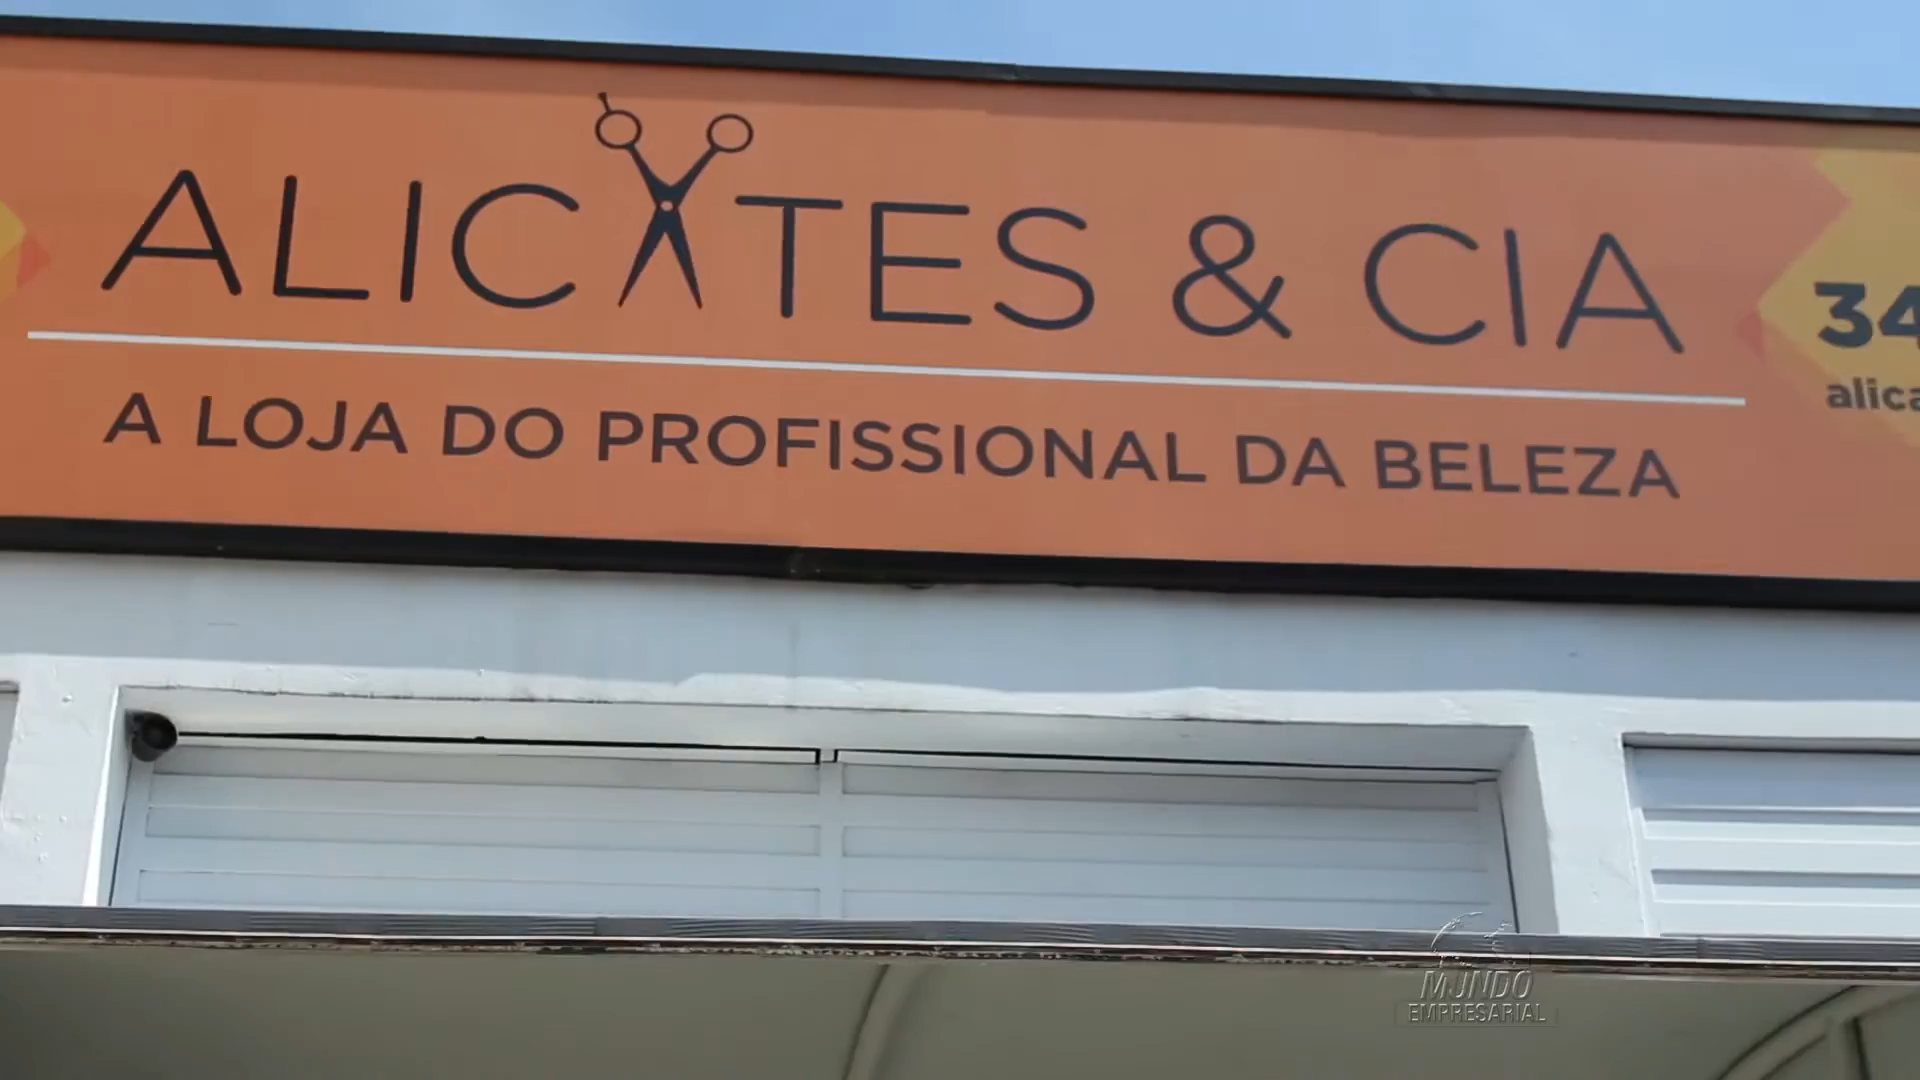 ALICATES & CIA
A LOJA DO PROFISSIONAL DA BELEZA
34
MUNDO
EMPRESARIAL